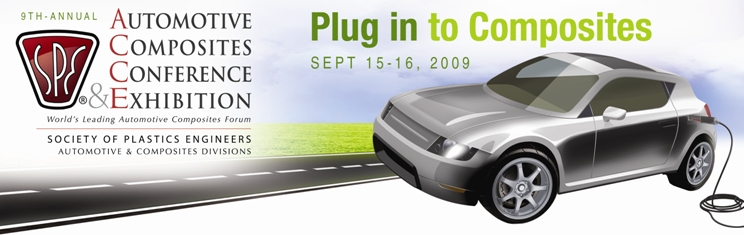 9TH-ANNUAL
AUTOMOTIVE
COMPOSITES
CONFERENCE
&EXHIBITION
SPE®
World's Leading Automotive Composites Forum
SOCIETY OF PLASTICS ENGINEERS
AUTOMOTIVE & COMPOSITES DIVISIONS
Plug in to Composites
SEPT 15-16, 2009